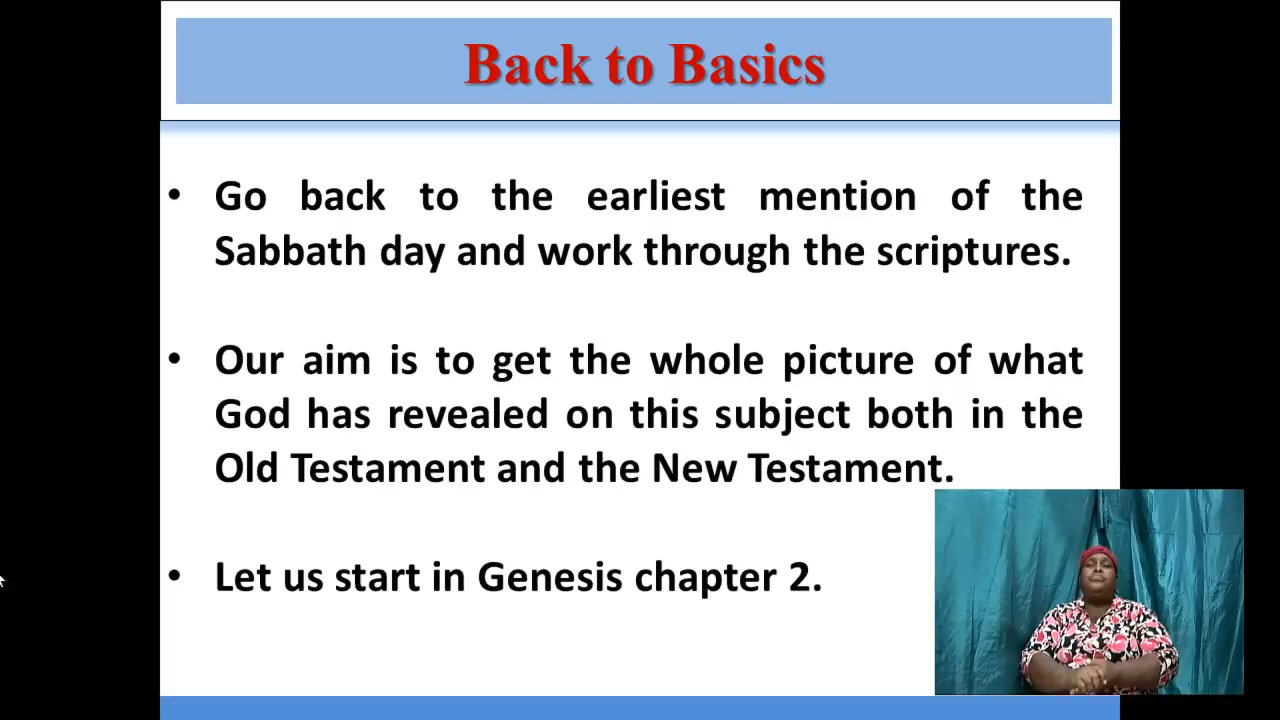 Back to Basics
• Go back to the earliest mention of the
Sabbath day and work through the scriptures.
• Our aim is to get the whole picture of what
God has revealed on this subject both in the
Old Testament and the New Testament.
• Let us start in Genesis chapter 2.